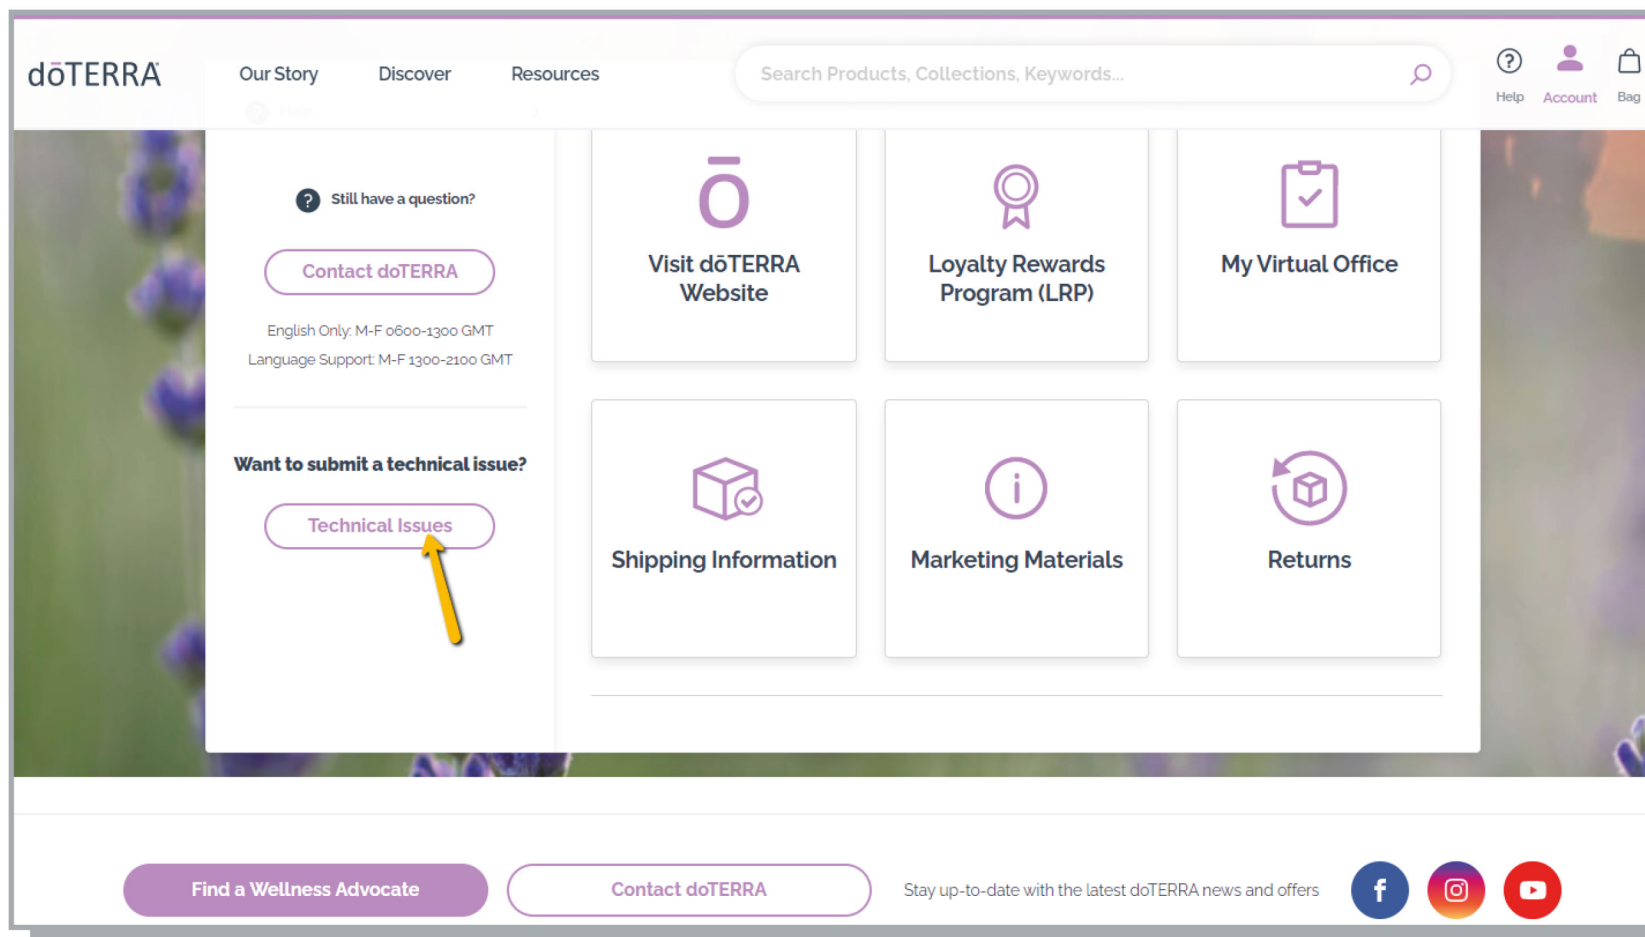 dōTERRA
Our Story
Discover
Resources
Search Products, Collections, Keywords...
Help
Account
Bag
Help
Still have a question?
Contact doTERRA
English Only: M-F 0600-1300 GMT
Language Support: M-F 1300-2100 GMT
Want to submit a technical issue?
Technical Issues
ō
Visit dōTERRA
Website
Loyalty Rewards
Program (LRP)
My Virtual Office
Shipping Information
Marketing Materials
Returns
Find a Wellness Advocate
Contact doTERRA
Stay up-to-date with the latest doTERRA news and offers